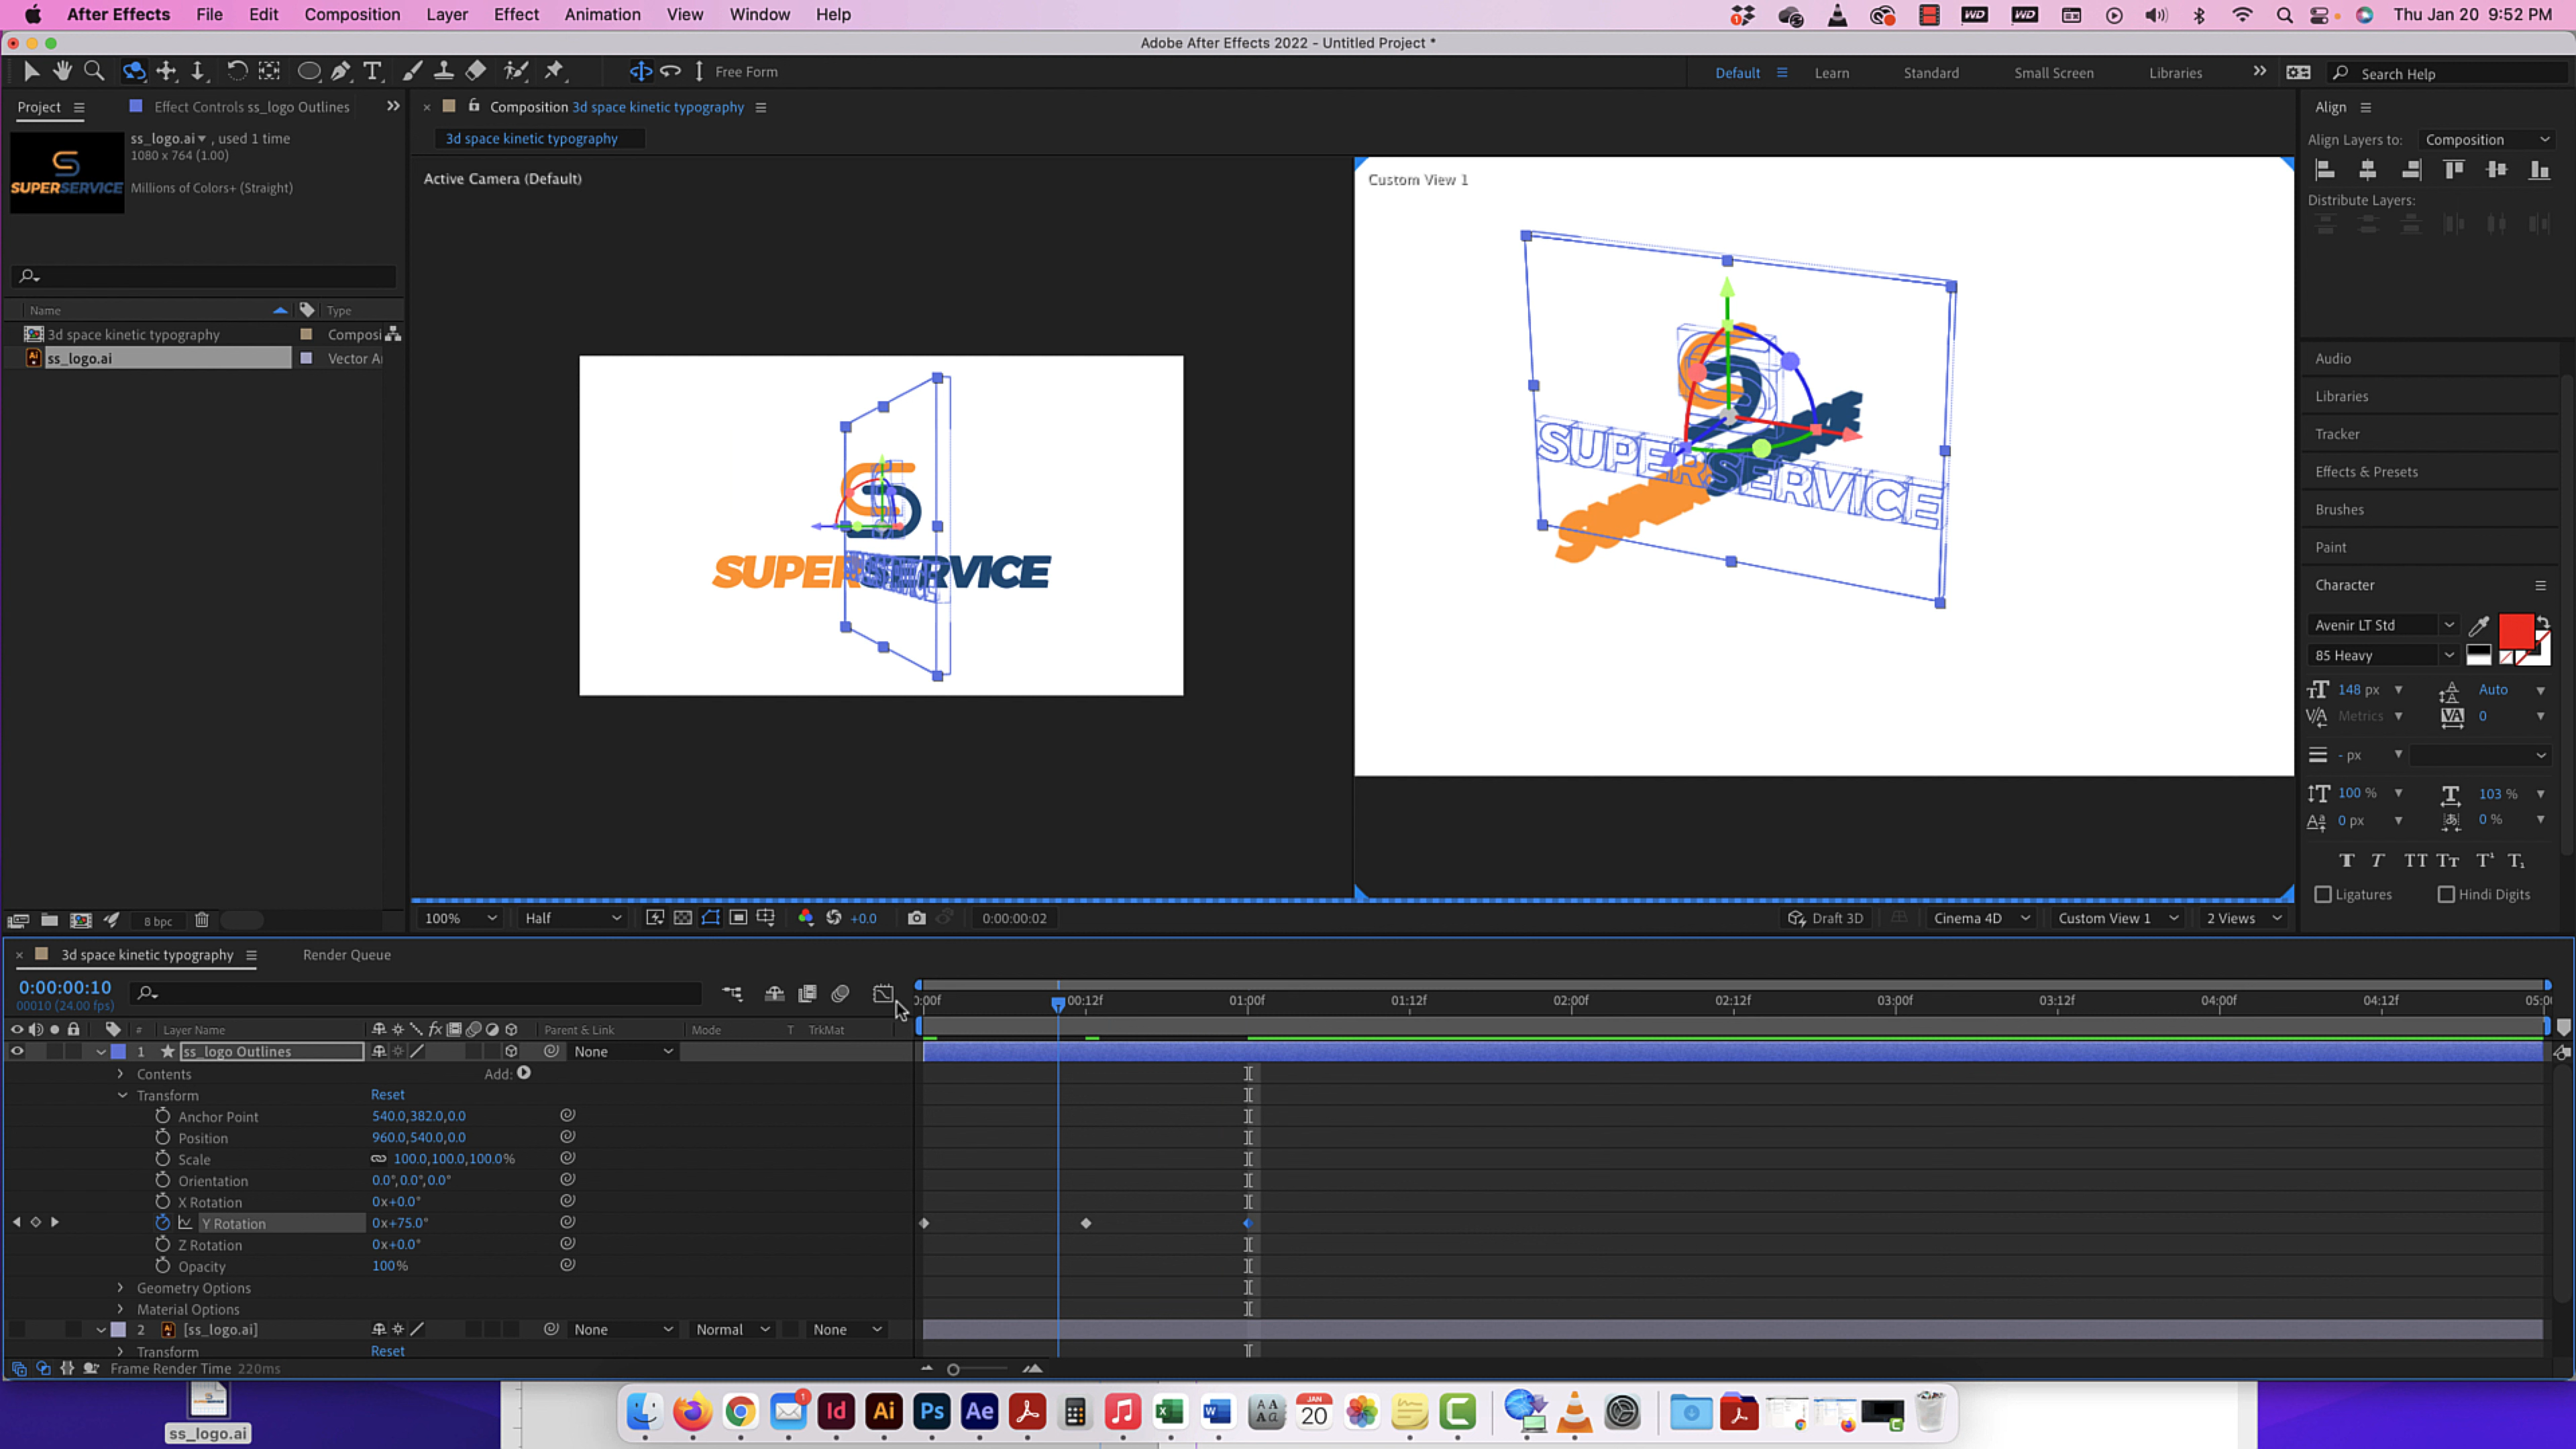 After Effects File Edit Composition Layer Effect Animation View Window Help
Thu Jan 20 9:52 PM
Adobe After Effects 2022 - Untitled Project *
Free Form
Default Learn Standard Small Screen Libraries
Search Help
Project Effect Controls ss_logo Outlines
ss_logo.ai , used 1 time
1080 x 764 (1.00)
Millions of Colors+ (Straight)
SUPERSERVICE
Name Type
3d space kinetic typography Composi
ss_logo.ai Vector Ar
8 bpc
Composition 3d space kinetic typography
3d space kinetic typography
Active Camera (Default)
SUPERSERVICE
Custom View 1
SUPERSERVICE
100% Half +0.0 0:00:00:02 Draft 3D Cinema 4D Custom View 1 2 Views
Align
Align Layers to: Composition
Distribute Layers:
Audio
Libraries
Tracker
Effects & Presets
Brushes
Paint
Character
Avenir LT Std
85 Heavy
148 px Auto
Metrics 0
- px
100 % 103 %
0 px 0 %
Ligatures Hindi Digits
3d space kinetic typography Render Queue
0:00:00:10
00010 (24.00 fps)
0:00f 00:12f 01:00f 01:12f 02:00f 02:12f 03:00f 03:12f 04:00f 04:12f 05:0
# Layer Name Parent & Link Mode T TrkMat
1 ss_logo Outlines None
Contents Add:
Transform Reset
Anchor Point 540.0,382.0,0.0
Position 960.0,540.0,0.0
Scale 100.0,100.0,100.0%
Orientation 0.0°,0.0°,0.0°
X Rotation 0x+0.0°
Y Rotation 0x+75.0°
Z Rotation 0x+0.0°
Opacity 100%
Geometry Options
Material Options
2 [ss_logo.ai] None Normal None
Transform Reset
Frame Render Time 220ms
ss_logo.ai
JAN
20